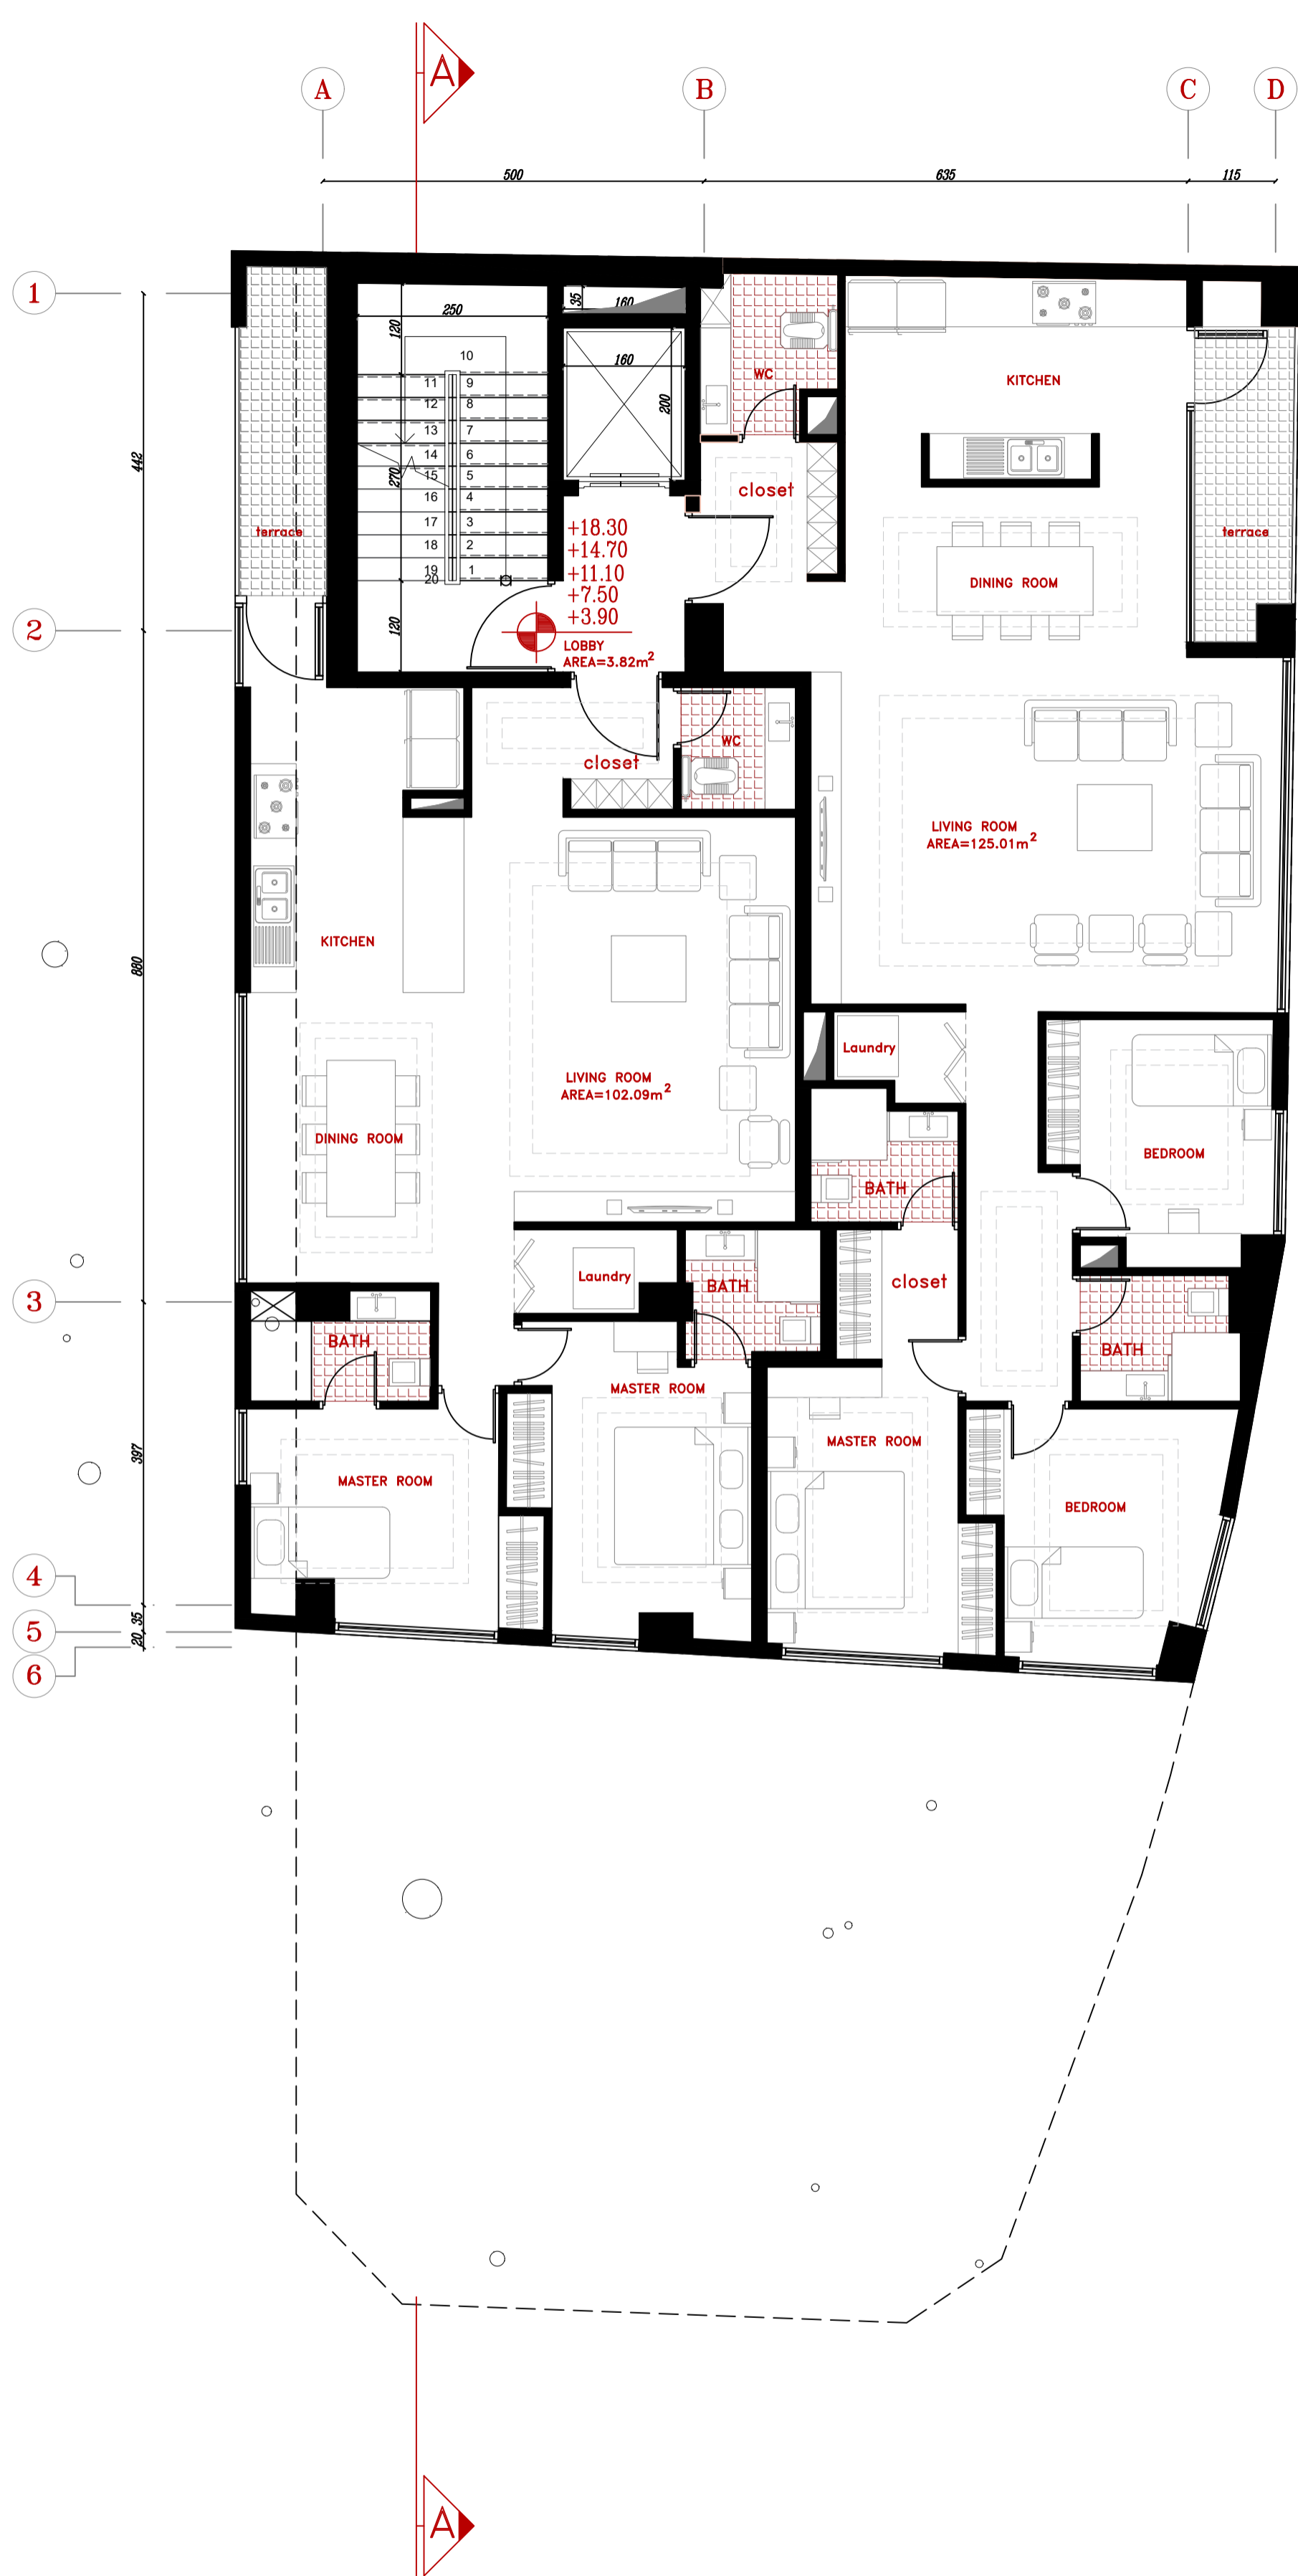 A
A
B
C
D
500
635
115
1
35
160
250
120
10
160
11 9
12 8
13 7
14 6
15 5
16 4
17 3
18 2
19 1
20
200
270
WC
KITCHEN
442
closet
terrace
terrace
+18.30
+14.70
+11.10
+7.50
+3.90
DINING ROOM
2
120
LOBBY
AREA=3.82m²
WC
closet
LIVING ROOM
AREA=125.01m²
KITCHEN
880
Laundry
LIVING ROOM
AREA=102.09m²
DINING ROOM
BEDROOM
BATH
Laundry
BATH
closet
3
BATH
BATH
MASTER ROOM
MASTER ROOM
397
MASTER ROOM
BEDROOM
4
35
5
20
6
A